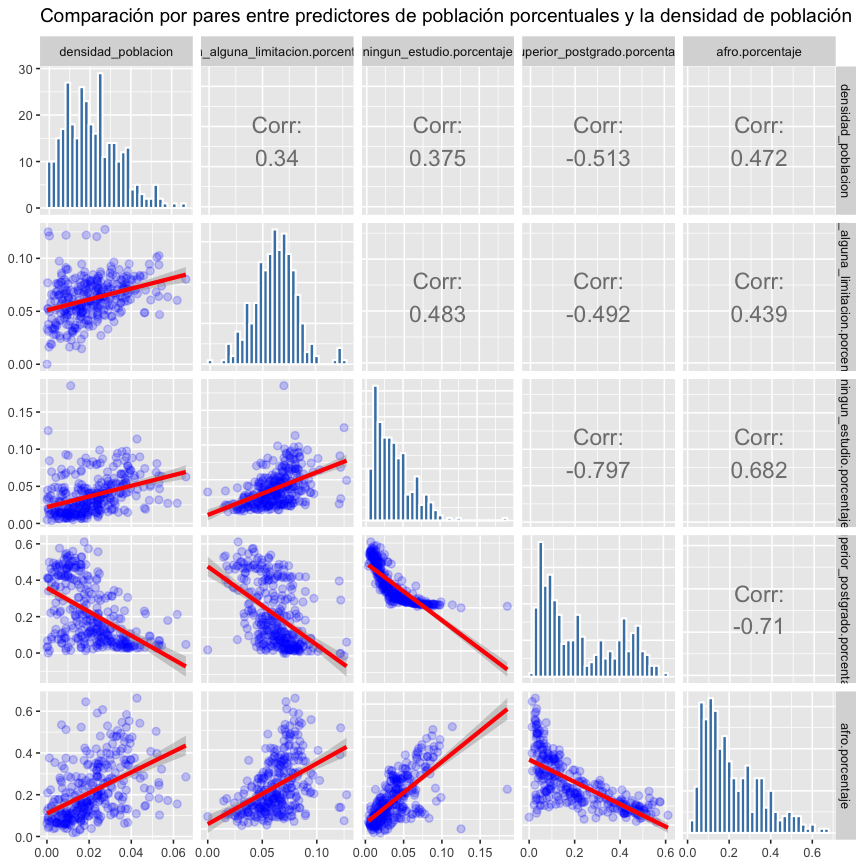 Comparación por pares entre predictores de población porcentuales y la densidad de población
densidad_poblacion
_alguna_limitacion.porcent
ningun_estudio.porcentaje
uperior_postgrado.porcenta
afro.porcentaje
30
20
10
0
Corr:
0.34
Corr:
0.375
Corr:
-0.513
Corr:
0.472
densidad_poblacion
0.10
0.05
0.00
Corr:
0.483
Corr:
-0.492
Corr:
0.439
_alguna_limitacion.porcen
0.15
0.10
0.05
0.00
Corr:
-0.797
Corr:
0.682
ningun_estudio.porcentaje
0.6
0.4
0.2
0.0
Corr:
-0.71
perior_postgrado.porcenta
0.6
0.4
0.2
0.0
afro.porcentaje
0.00 0.02 0.04 0.06
0.00 0.05 0.10
0.00 0.05 0.10 0.15
0.0 0.2 0.4 0.6
0.0 0.2 0.4 0.6